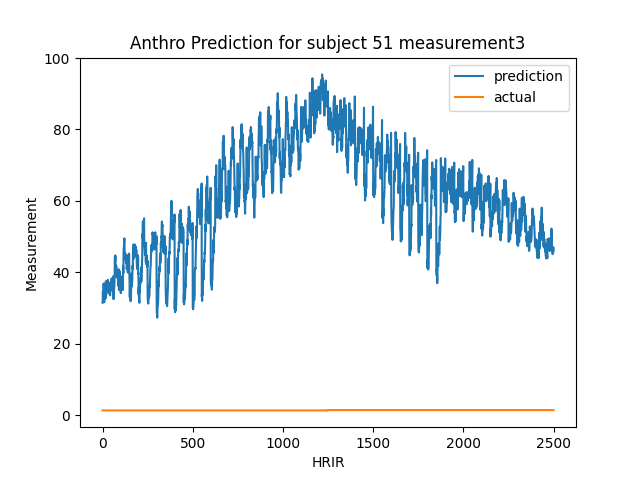 Anthro Prediction for subject 51 measurement3
100
80
60
40
20
0
Measurement
prediction
actual
0 500 1000 1500 2000 2500
HRIR